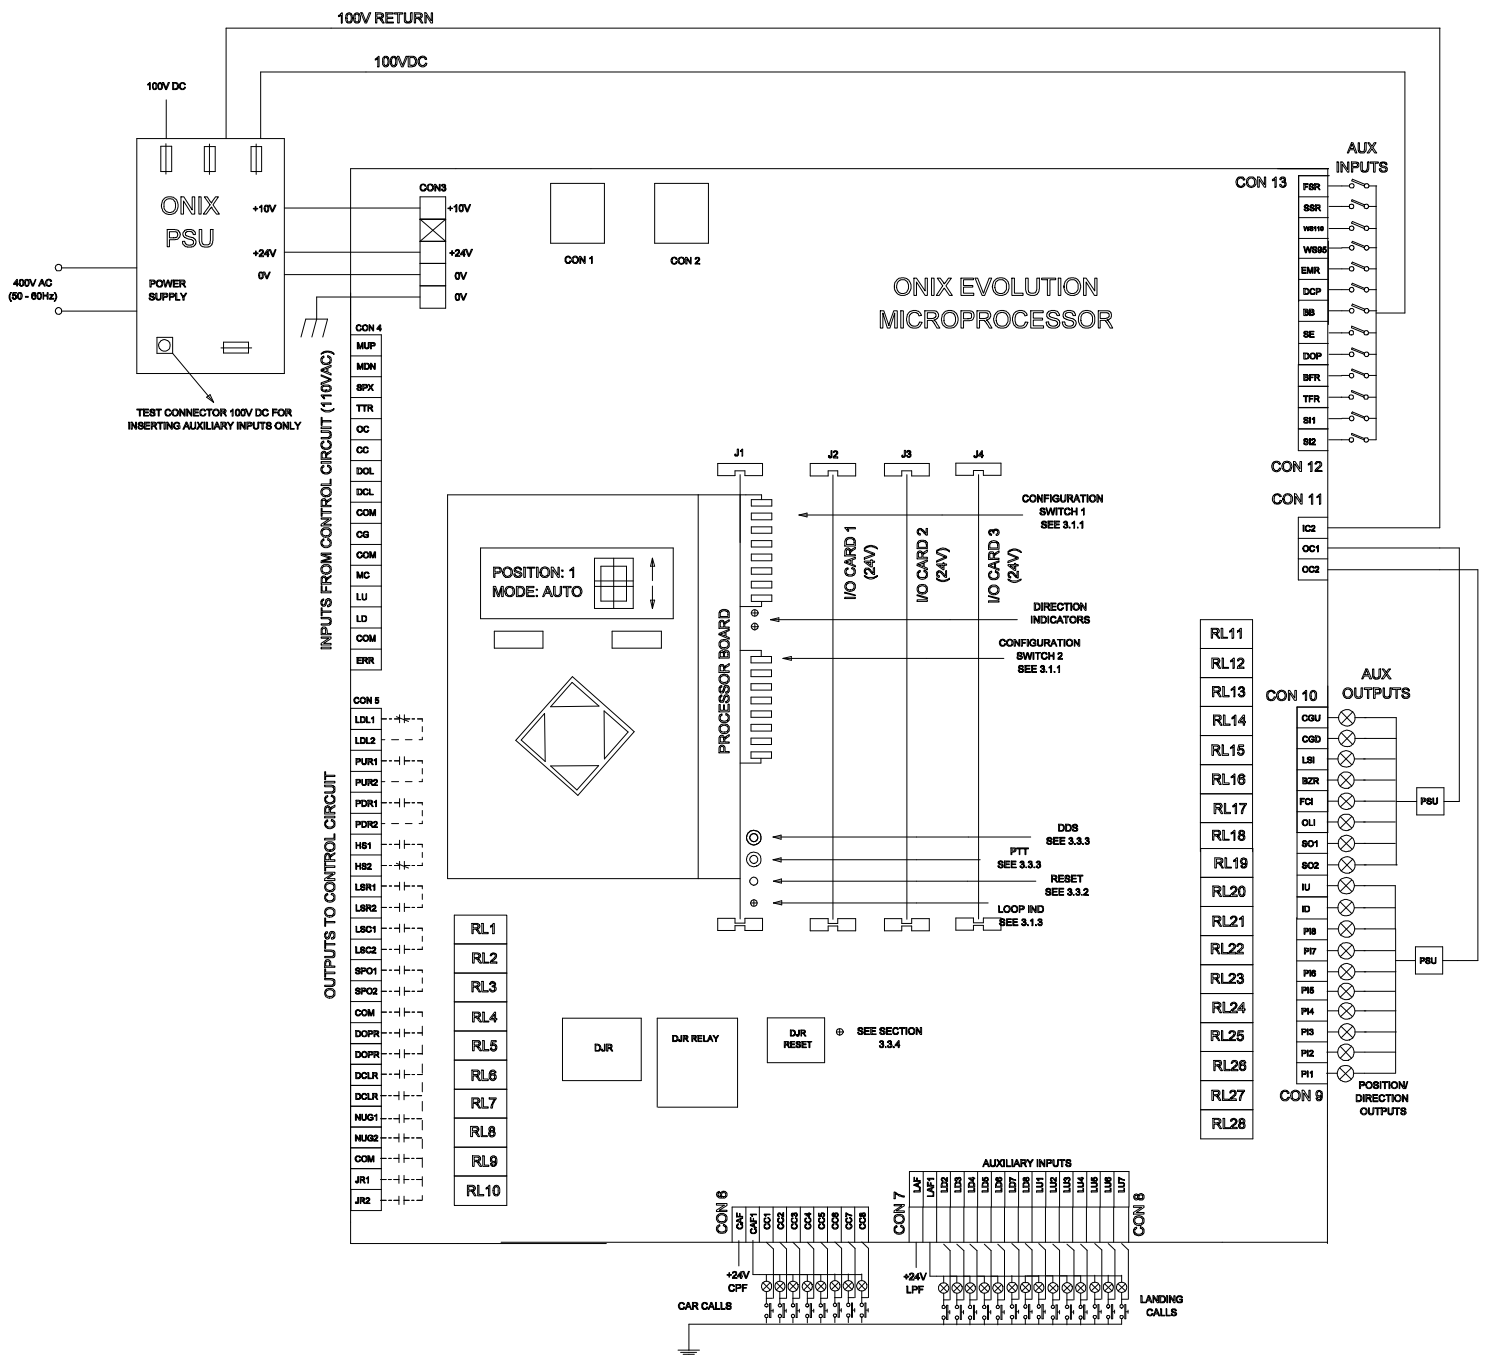 100V RETURN
100VDC
100V DC
ONIX
PSU
+10V
+24V
0V
400V AC
(50 - 60Hz)
POWER
SUPPLY
TEST CONNECTOR 100V DC FOR
INSERTING AUXILIARY INPUTS ONLY
CON3
+10V
+24V
0V
0V
CON 1
CON 2
ONIX EVOLUTION
MICROPROCESSOR
AUX
INPUTS
CON 13
FSR
SSR
WS110
WS95
EMR
DCP
BB
SE
DOP
BFR
TFR
SI1
SI2
CON 12
CON 11
IC2
OC1
OC2
INPUTS FROM CONTROL CIRCUIT (110VAC)
CON 4
MUP
MDN
SPX
TTR
OC
CC
DOL
DCL
COM
CG
COM
MC
LU
LD
COM
ERR
OUTPUTS TO CONTROL CIRCUIT
CON 5
LDL1
LDL2
PUR1
PUR2
PDR1
PDR2
HS1
HS2
LSR1
LSR2
LSC1
LSC2
SPO1
SPO2
COM
DOPR
DOPR
DCLR
DCLR
NUG1
NUG2
COM
JR1
JR2
POSITION: 1
MODE: AUTO
J1
J2
J3
J4
PROCESSOR BOARD
I/O CARD 1
(24V)
I/O CARD 2
(24V)
I/O CARD 3
(24V)
CONFIGURATION
SWITCH 1
SEE 3.1.1
DIRECTION
INDICATORS
CONFIGURATION
SWITCH 2
SEE 3.1.1
DDS
SEE 3.3.3
PTT
SEE 3.3.3
RESET
SEE 3.3.2
LOOP IND
SEE 3.1.3
RL1
RL2
RL3
RL4
RL5
RL6
RL7
RL8
RL9
RL10
DJR
DJR RELAY
DJR
RESET
SEE SECTION
3.3.4
RL11
RL12
RL13
RL14
RL15
RL16
RL17
RL18
RL19
RL20
RL21
RL22
RL23
RL24
RL25
RL26
RL27
RL28
AUX
OUTPUTS
CON 10
CGU
CGD
LSI
BZR
FCI
OLI
SO1
SO2
IU
ID
PI8
PI7
PI6
PI5
PI4
PI3
PI2
PI1
PSU
PSU
CON 9
POSITION/
DIRECTION
OUTPUTS
CON 6
CAF
CAF1
CC1
CC2
CC3
CC4
CC5
CC6
CC7
CC8
+24V
CPF
CAR CALLS
AUXILIARY INPUTS
CON 7
LAF
LAF1
LD2
LD3
LD4
LD5
LD6
LD7
LD8
LU1
LU2
LU3
LU4
LU5
LU6
LU7
CON 8
+24V
LPF
LANDING
CALLS